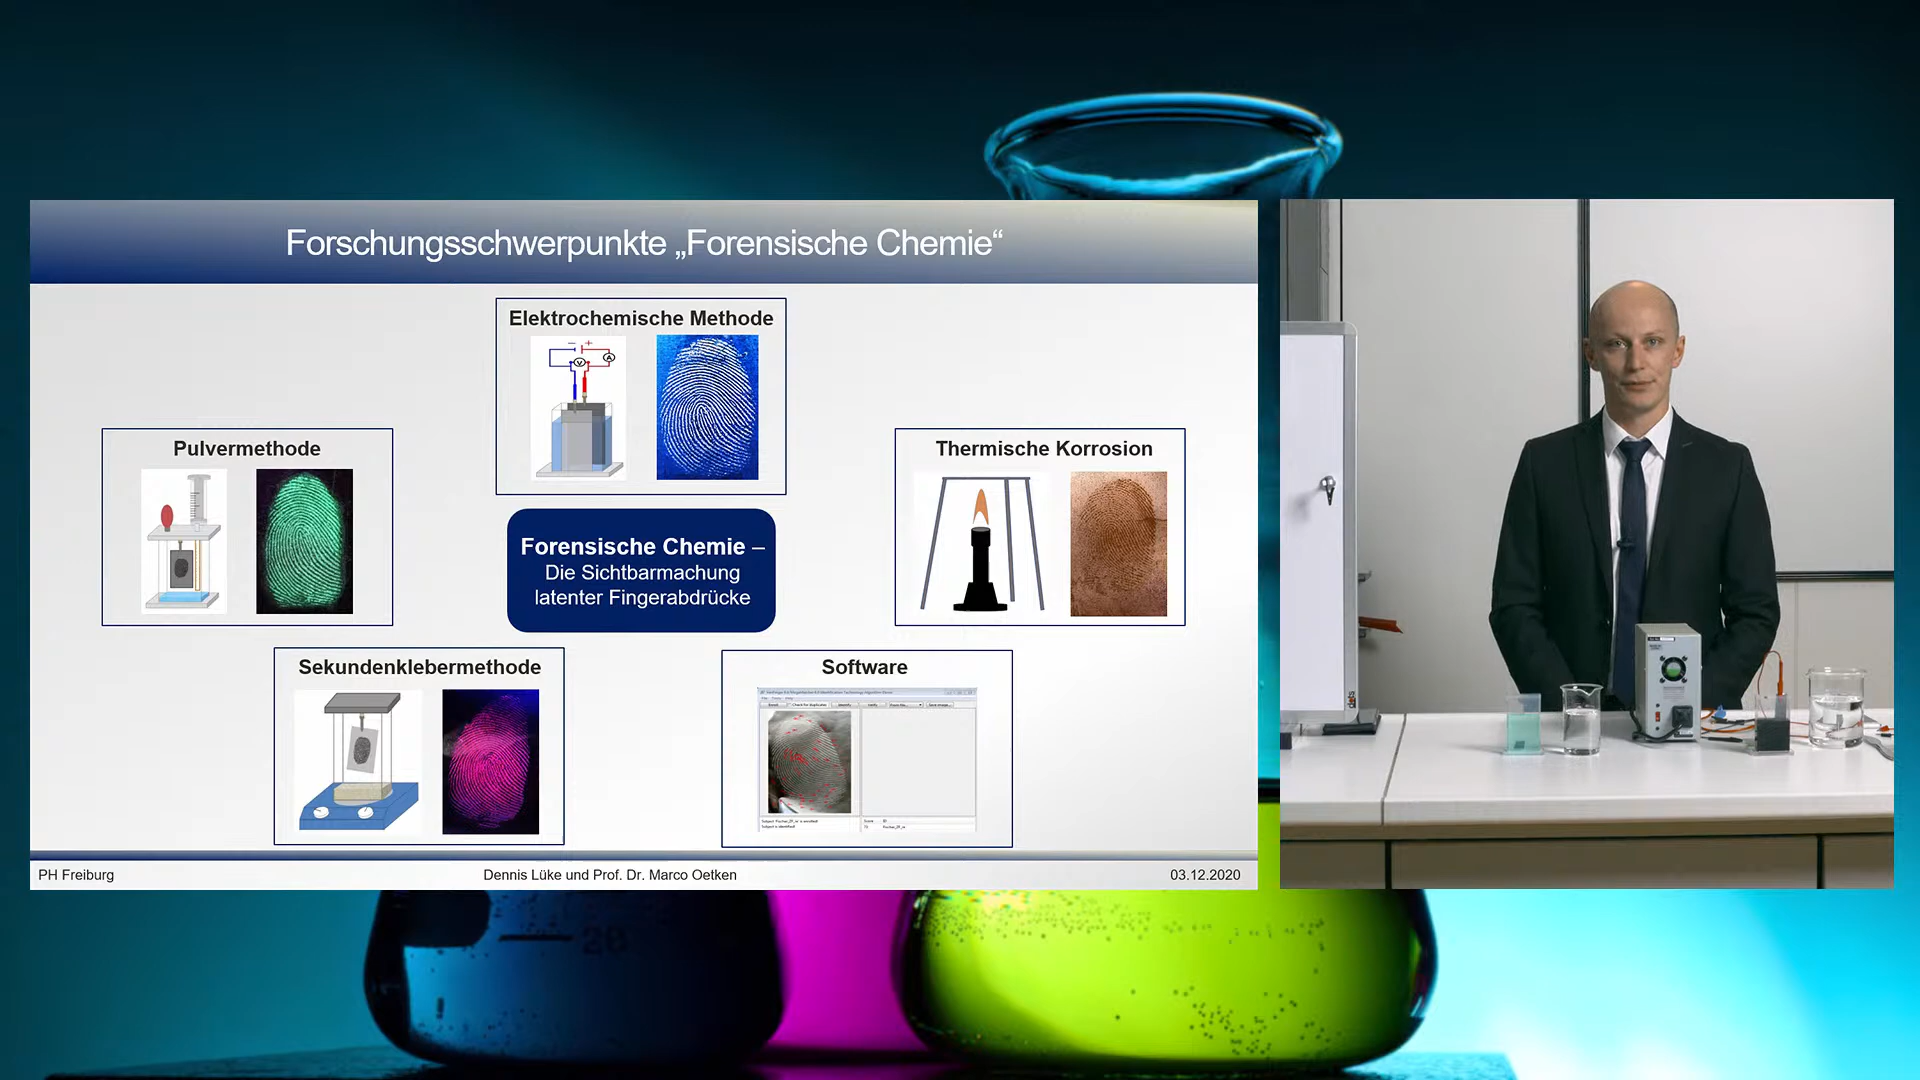 Forschungsschwerpunkte „Forensische Chemie“
Elektrochemische Methode
Pulvermethode
Thermische Korrosion
Forensische Chemie –
Die Sichtbarmachung
latenter Fingerabdrücke
Sekundenklebermethode
Software
PH Freiburg
Dennis Lüke und Prof. Dr. Marco Oetken
03.12.2020